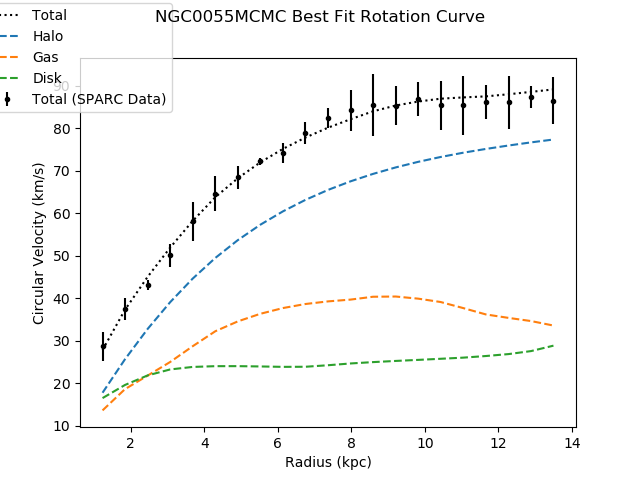 NGC0055MCMC Best Fit Rotation Curve
Total
Halo
Gas
Disk
Total (SPARC Data)
90
80
70
60
50
40
30
20
10
Circular Velocity (km/s)
2 4 6 8 10 12 14
Radius (kpc)